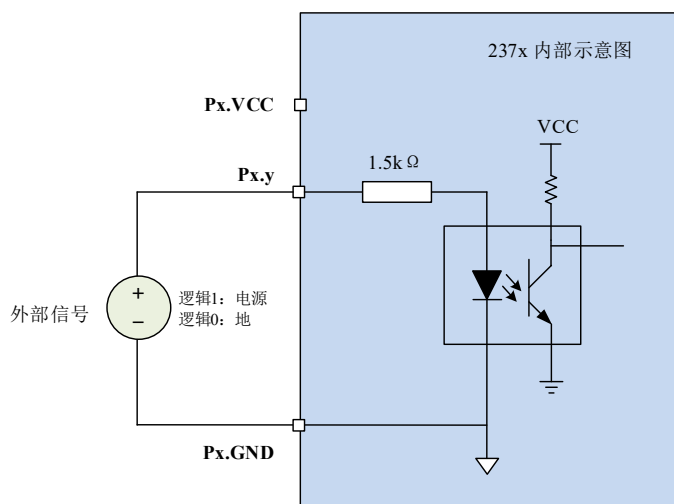 237x 内部示意图
Px.VCC
VCC
Px.y
1.5k Ω
外部信号
+
−
逻辑1：电源
逻辑0：地
Px.GND